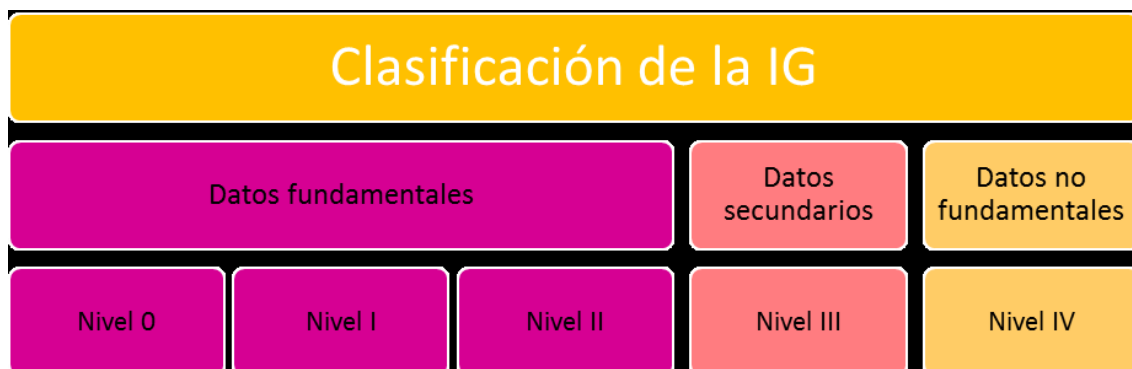 Clasificación de la IG
Datos fundamentales
Datos
secundarios
Datos no
fundamentales
Nivel 0
Nivel I
Nivel II
Nivel III
Nivel IV